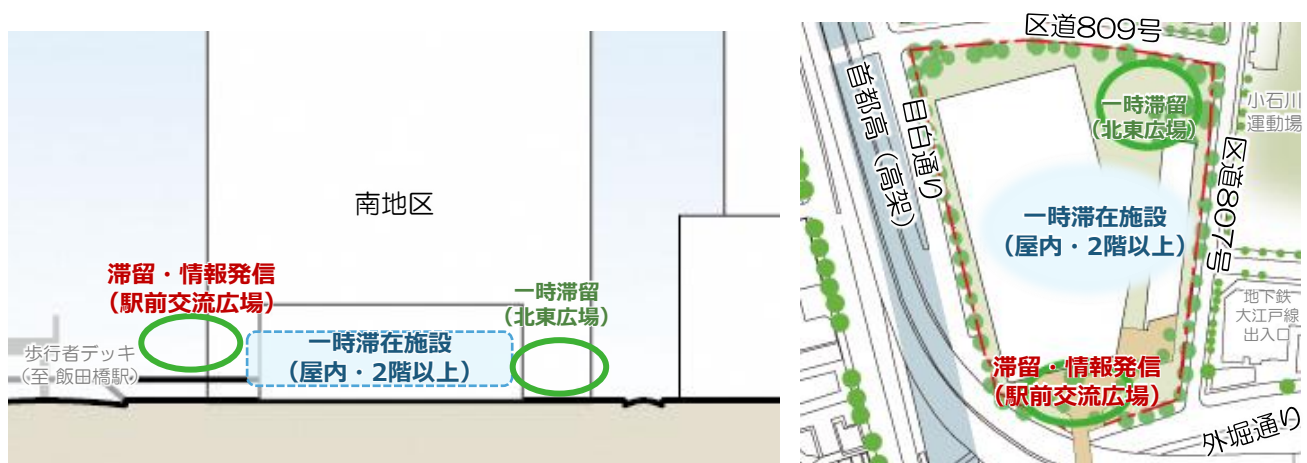 南地区
滞留・情報発信
（駅前交流広場）
一時滞留
（北東広場）
一時滞在施設
（屋内・2階以上）
歩行者デッキ
（至 飯田橋駅）
区道809号
首都高（高架）
目白通り
一時滞留
（北東広場）
小石川
運動場
区道807号
一時滞在施設
（屋内・2階以上）
地下鉄
大江戸線
出入口
滞留・情報発信
（駅前交流広場）
外堀通り